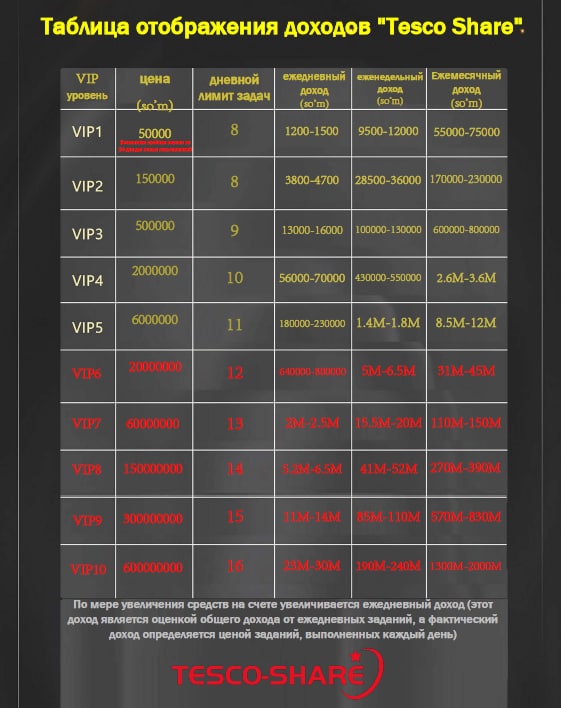 Таблица отображения доходов "Tesco Share".
VIP уровень цена (so'm) дневной лимит задач ежедневный доход (so'm) еженедельный доход (so'm) Ежемесячный доход (so'm)
VIP1 50000 8 1200-1500 9500-12000 55000-75000
VIP2 150000 8 3800-4700 28500-36000 170000-230000
VIP3 500000 9 13000-16000 100000-130000 600000-800000
VIP4 2000000 10 56000-70000 430000-550000 2.6M-3.6M
VIP5 6000000 11 180000-230000 1.4M-1.8M 8.5M-12M
VIP6 20000000 12 640000-800000 5M-6.5M 31M-45M
VIP7 60000000 13 2M-2.5M 15.5M-20M 110M-150M
VIP8 150000000 14 5.2M-6.5M 41M-52M 270M-390M
VIP9 300000000 15 11M-14M 85M-110M 570M-830M
VIP10 600000000 16 23M-30M 190M-240M 1300M-2000M
По мере увеличения средств на счете увеличивается ежедневный доход (этот
доход является оценкой общего дохода от ежедневных заданий, а фактический
доход определяется ценой заданий, выполненных каждый день)
TESCO-SHARE